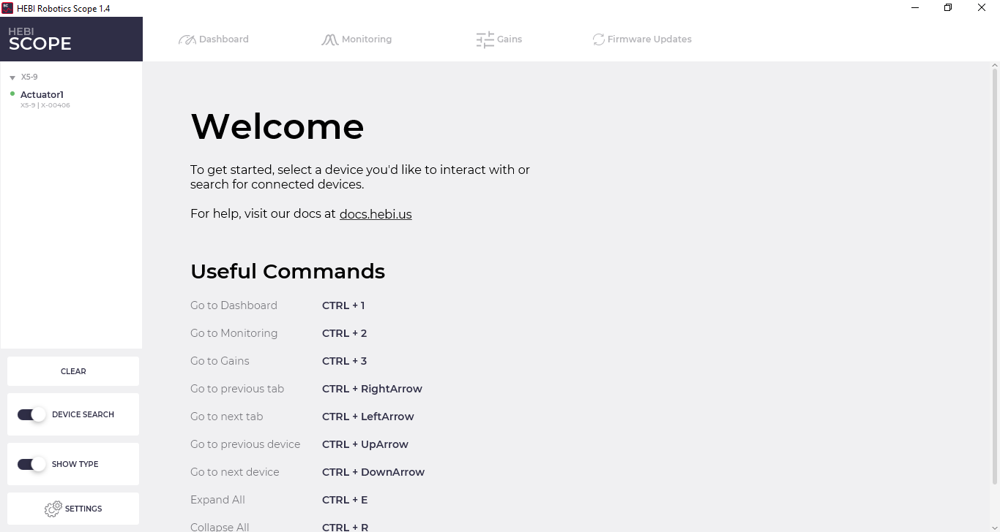 HEBI Robotics Scope 1.4
HEBI
SCOPE
Dashboard
Monitoring
Gains
Firmware Updates
X5-9
Actuator1
X5-9 | X-00406
Welcome
To get started, select a device you'd like to interact with or
search for connected devices.
For help, visit our docs at docs.hebi.us
Useful Commands
Go to Dashboard CTRL + 1
Go to Monitoring CTRL + 2
Go to Gains CTRL + 3
Go to previous tab CTRL + RightArrow
Go to next tab CTRL + LeftArrow
Go to previous device CTRL + UpArrow
Go to next device CTRL + DownArrow
Expand All CTRL + E
Collapse All CTRL + R
CLEAR
DEVICE SEARCH
SHOW TYPE
SETTINGS